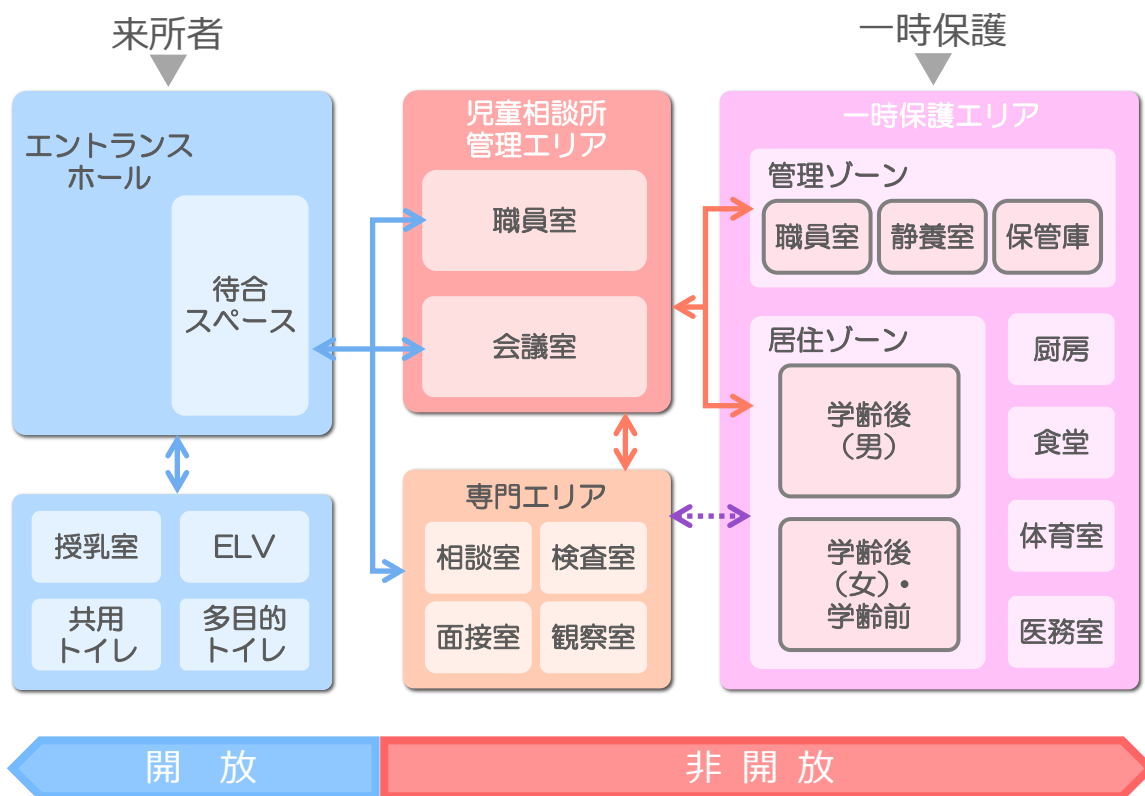 来所者
一時保護
エントランス
ホール
待合
スペース
授乳室
ELV
共用
トイレ
多目的
トイレ
児童相談所
管理エリア
職員室
会議室
専門エリア
相談室
検査室
面接室
観察室
一時保護エリア
管理ゾーン
職員室
静養室
保管庫
居住ゾーン
学齢後
（男）
学齢後
（女）・
学齢前
厨房
食堂
体育室
医務室
開　放
非 開 放